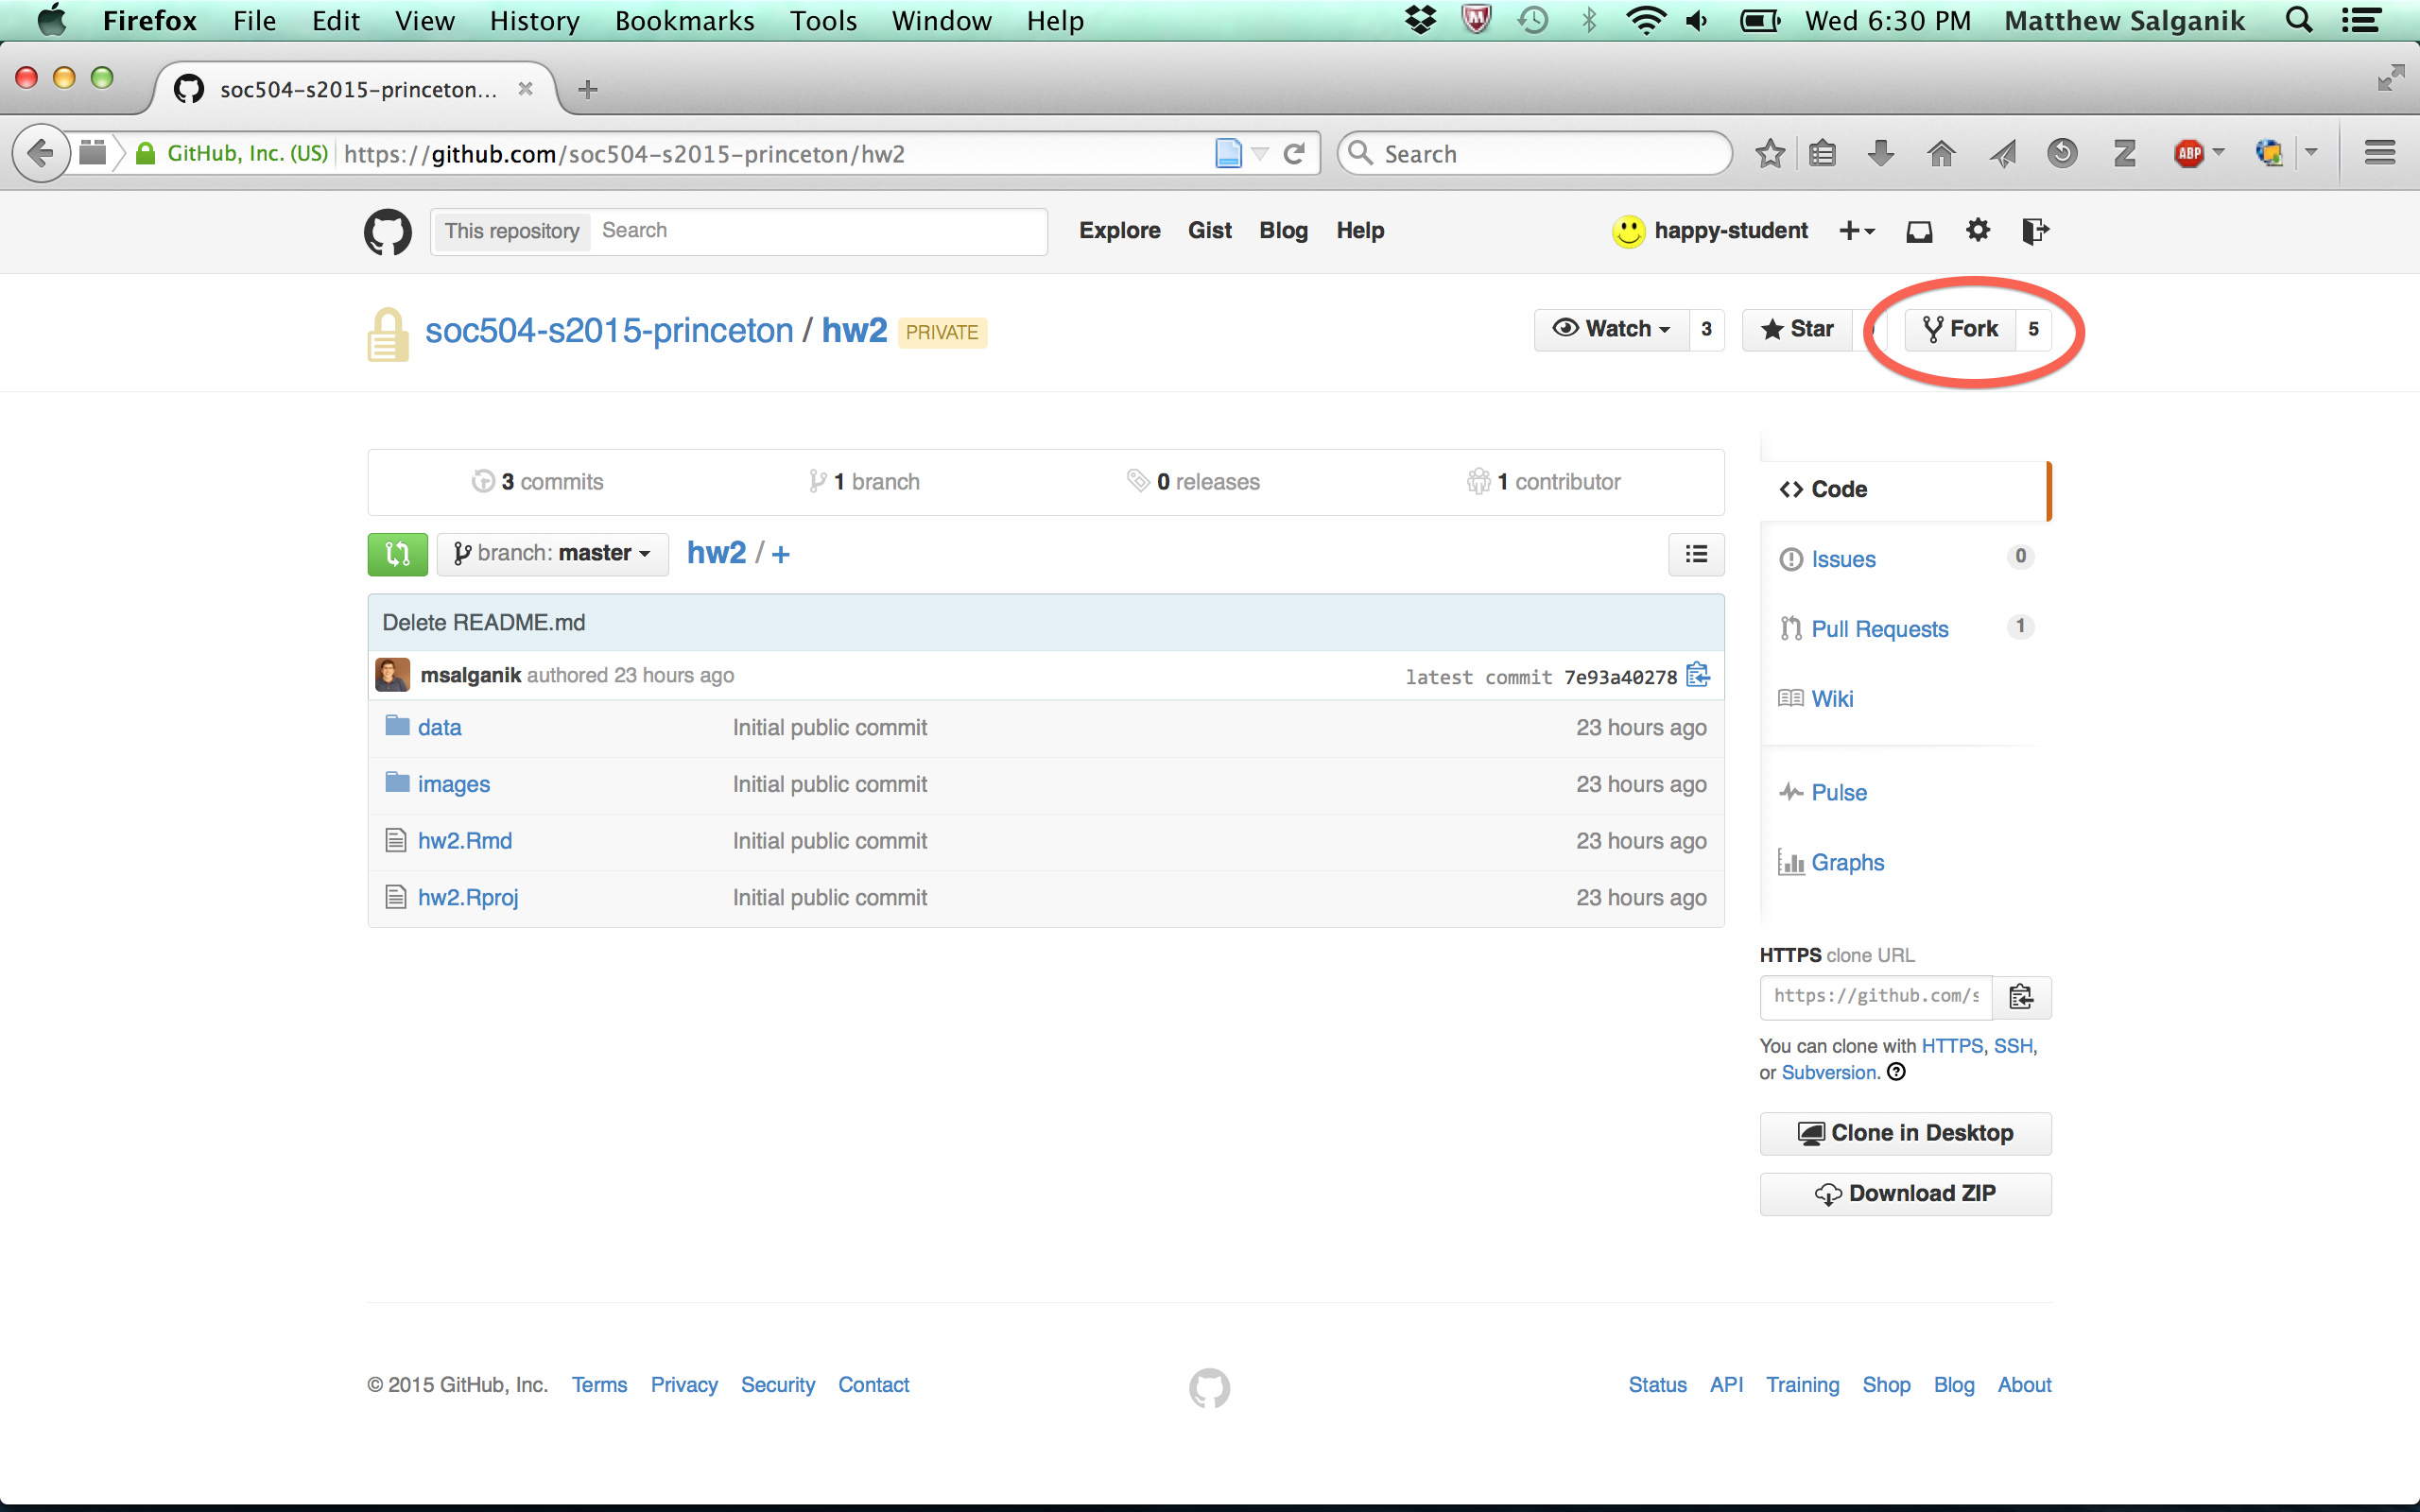 Firefox File Edit View History Bookmarks Tools Window Help Wed 6:30 PM Matthew Salganik
soc504-s2015-princeton...
GitHub, Inc. (US) https://github.com/soc504-s2015-princeton/hw2 Search ABP
This repository Search Explore Gist Blog Help happy-student
soc504-s2015-princeton / hw2 PRIVATE Watch 3 Star Fork 5
3 commits 1 branch 0 releases 1 contributor
Code
branch: master hw2 / +
Issues 0
Delete README.md
Pull Requests 1
msalganik authored 23 hours ago latest commit 7e93a40278
Wiki
data Initial public commit 23 hours ago
images Initial public commit 23 hours ago
Pulse
hw2.Rmd Initial public commit 23 hours ago
Graphs
hw2.Rproj Initial public commit 23 hours ago
HTTPS clone URL
https://github.com/s
You can clone with HTTPS, SSH,
or Subversion.
Clone in Desktop
Download ZIP
© 2015 GitHub, Inc. Terms Privacy Security Contact Status API Training Shop Blog About